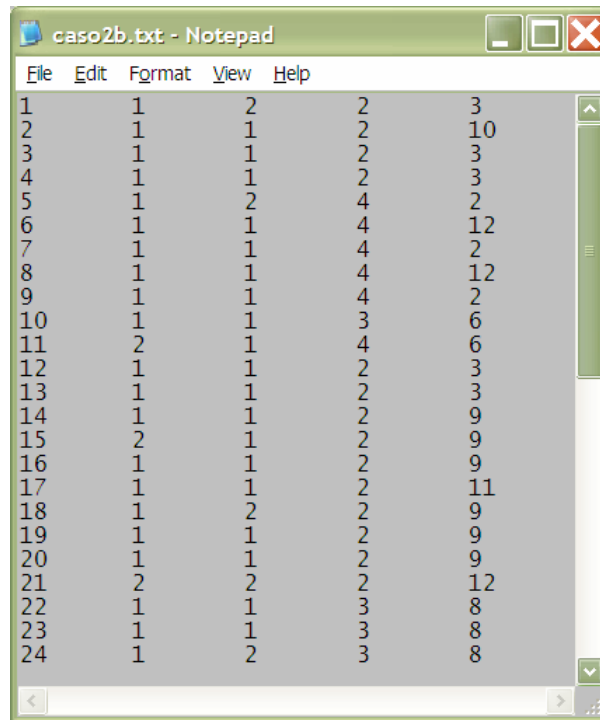 caso2b.txt - Notepad
File Edit Format View Help
1 1 2 2 3
2 1 1 2 10
3 1 1 2 3
4 1 1 2 3
5 1 2 4 2
6 1 1 4 12
7 1 1 4 2
8 1 1 4 12
9 1 1 4 2
10 1 1 3 6
11 2 1 4 6
12 1 1 2 3
13 1 1 2 3
14 1 1 2 9
15 2 1 2 9
16 1 1 2 9
17 1 1 2 11
18 1 2 2 9
19 1 1 2 9
20 1 1 2 9
21 2 2 2 12
22 1 1 3 8
23 1 1 3 8
24 1 2 3 8